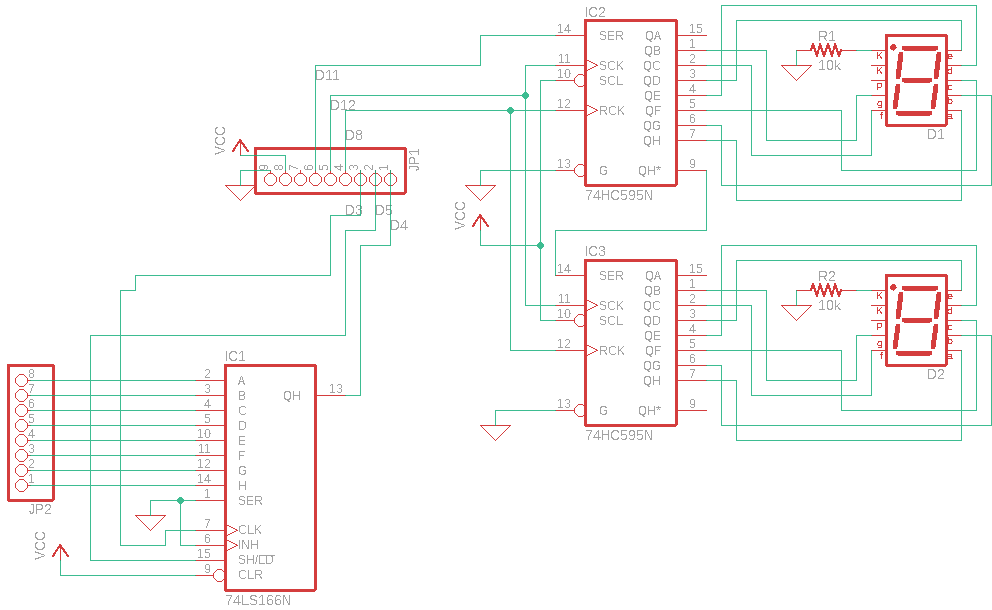 IC2
14 SER QA 15
QB 1
11 SCK QC 2
10 SCL QD 3
QE 4
12 RCK QF 5
QG 6
QH 7
13 G QH* 9
74HC595N
R1
10k
K
K
P
g
f
e
d
c
b
a
D1
D11
D12
D8
VCC
JP1
9 8 7 6 5 4 3 2 1
D3 D5
D4
VCC
IC3
14 SER QA 15
QB 1
11 SCK QC 2
10 SCL QD 3
QE 4
12 RCK QF 5
QG 6
QH 7
13 G QH* 9
74HC595N
R2
10k
K
K
P
g
f
e
d
c
b
a
D2
8
7
6
5
4
3
2
1
JP2
VCC
IC1
2 A QH 13
3 B
4 C
5 D
10 E
11 F
12 G
14 H
1 SER
7 CLK
6 INH
15 SH/LD
9 CLR
74LS166N